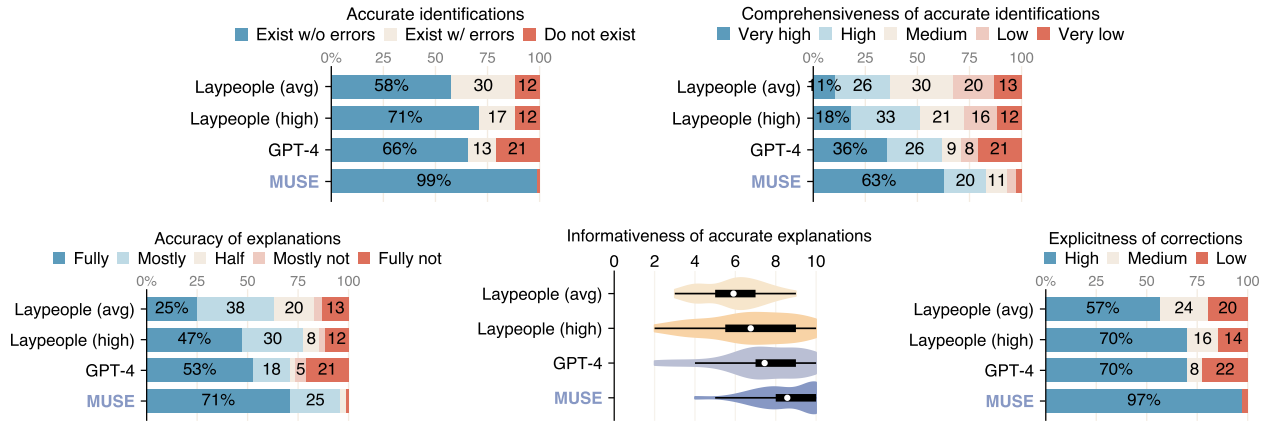 Accurate identifications
Exist w/o errors Exist w/ errors Do not exist
0% 25 50 75 100
Laypeople (avg) 58% 30 12
Laypeople (high) 71% 17 12
GPT-4 66% 13 21
MUSE 99%
Comprehensiveness of accurate identifications
Very high High Medium Low Very low
0% 25 50 75 100
Laypeople (avg) 11% 26 30 20 13
Laypeople (high) 18% 33 21 16 12
GPT-4 36% 26 9 8 21
MUSE 63% 20 11
Accuracy of explanations
Fully Mostly Half Mostly not Fully not
0% 25 50 75 100
Laypeople (avg) 25% 38 20 13
Laypeople (high) 47% 30 8 12
GPT-4 53% 18 5 21
MUSE 71% 25
Informativeness of accurate explanations
0 2 4 6 8 10
Laypeople (avg)
Laypeople (high)
GPT-4
MUSE
Explicitness of corrections
High Medium Low
0% 25 50 75 100
Laypeople (avg) 57% 24 20
Laypeople (high) 70% 16 14
GPT-4 70% 8 22
MUSE 97%